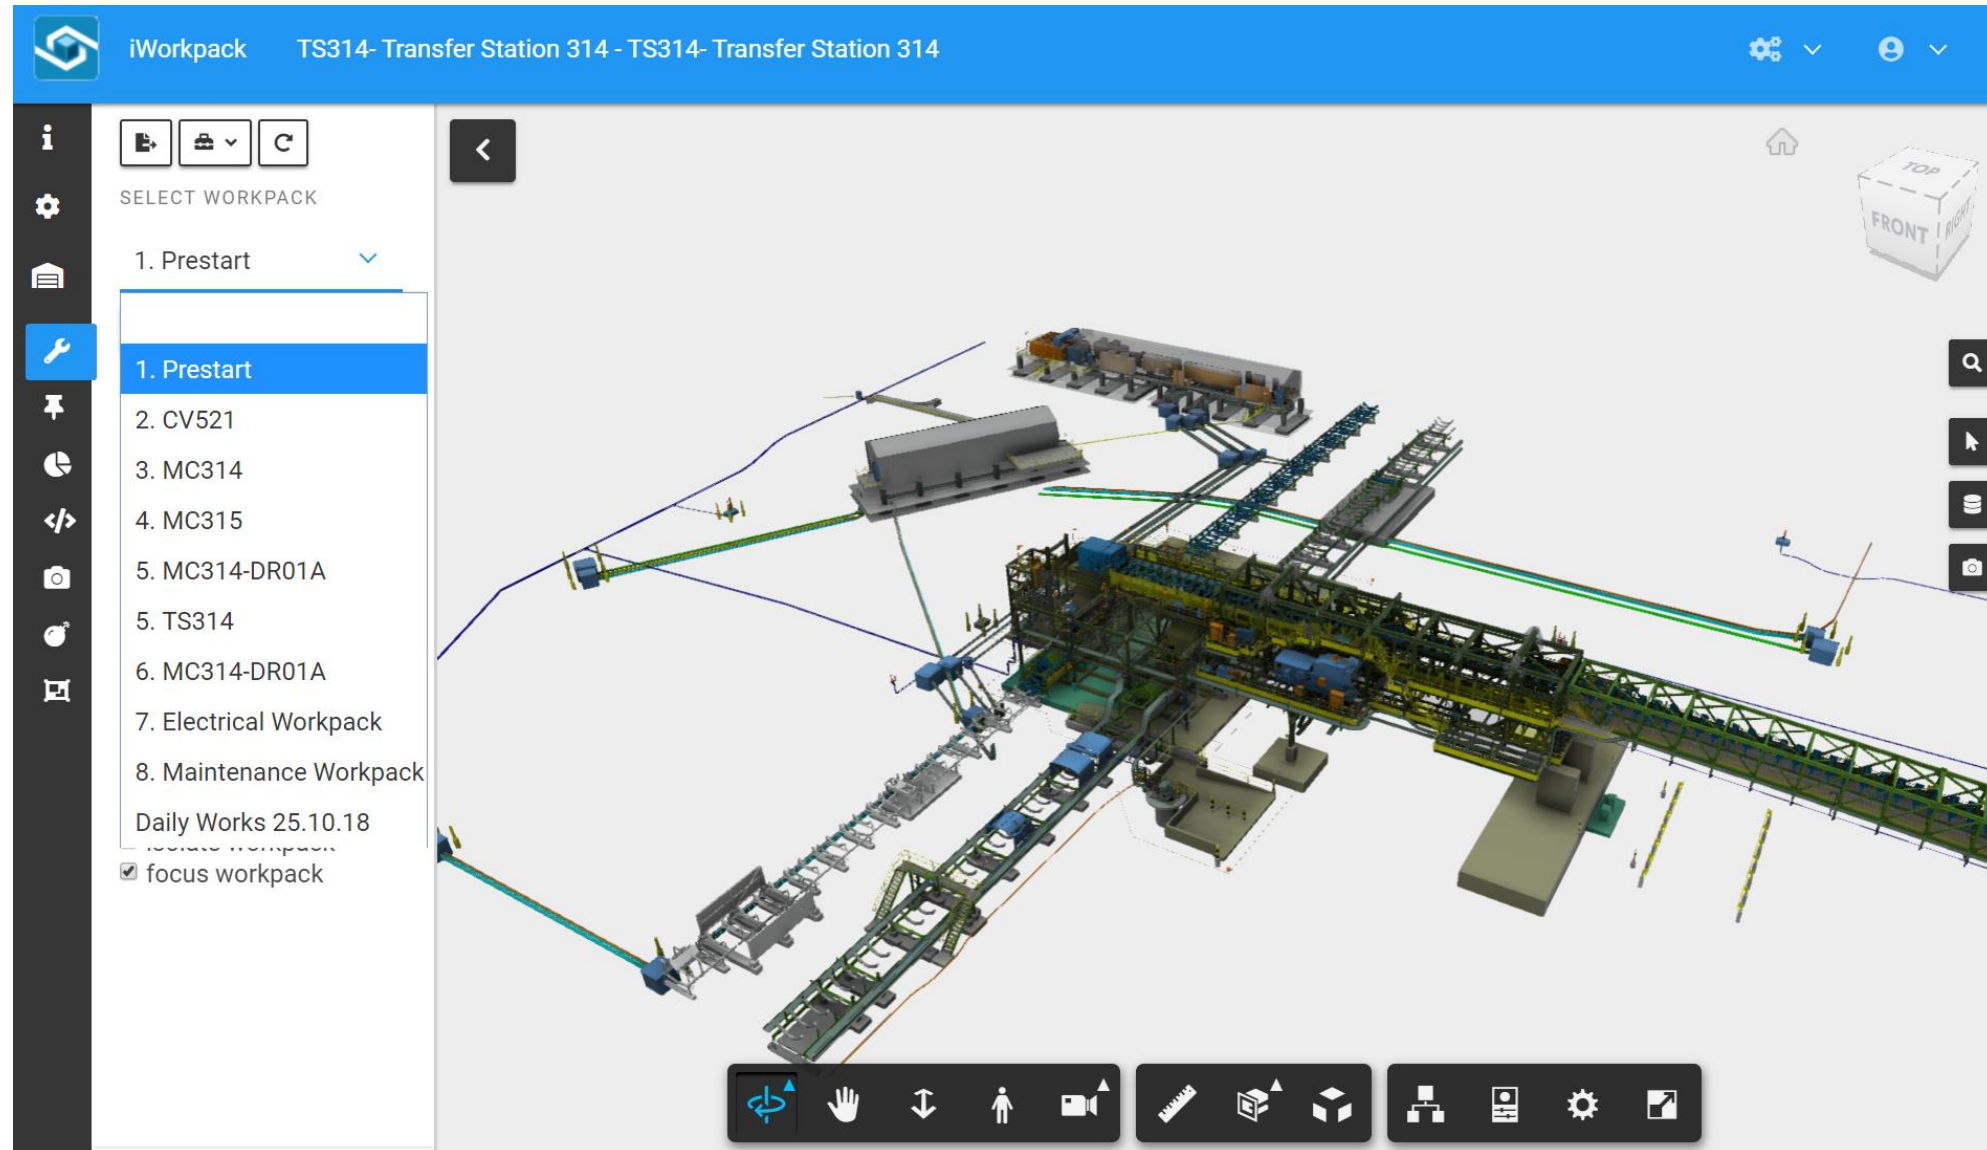 iWorkpack
TS314- Transfer Station 314 - TS314- Transfer Station 314
SELECT WORKPACK
1. Prestart
1. Prestart
2. CV521
3. MC314
4. MC315
5. MC314-DR01A
5. TS314
6. MC314-DR01A
7. Electrical Workpack
8. Maintenance Workpack
Daily Works 25.10.18
isolate workpack
focus workpack
TOP
FRONT
RIGHT